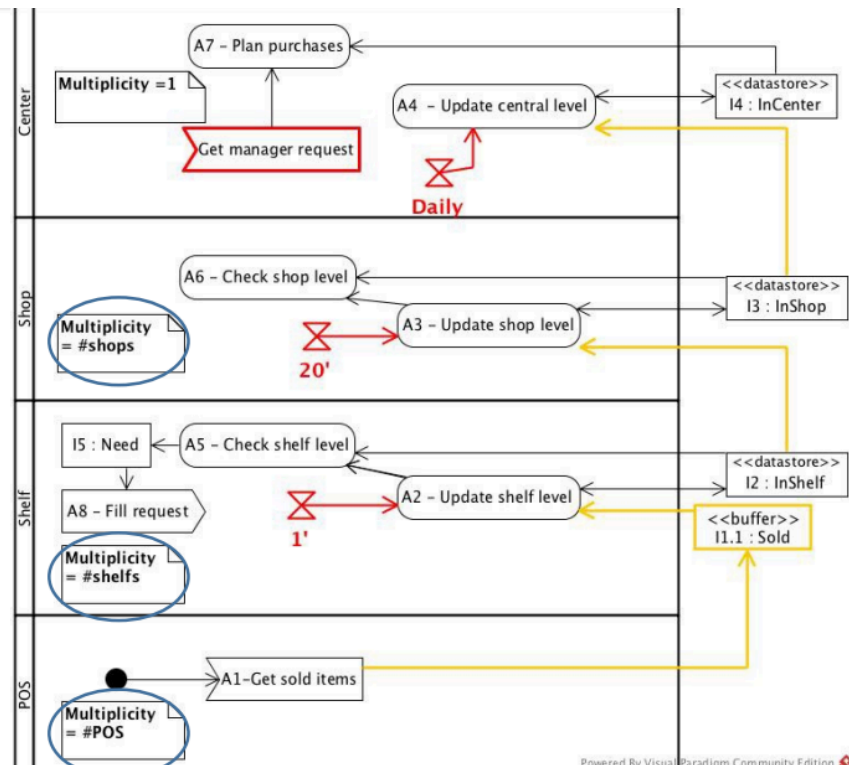 Center
A7 – Plan purchases
Multiplicity =1
A4 – Update central level
<<datastore>>
I4 : InCenter
Get manager request
Daily
Shop
A6 – Check shop level
<<datastore>>
I3 : InShop
Multiplicity
= #shops
A3 – Update shop level
20'
Shelf
I5 : Need
A5 – Check shelf level
<<datastore>>
I2 : InShelf
A8 – Fill request
A2 – Update shelf level
1'
<<buffer>>
I1.1 : Sold
Multiplicity
= #shelfs
POS
A1–Get sold items
Multiplicity
= #POS
Powered By Visual Paradigm Community Edition